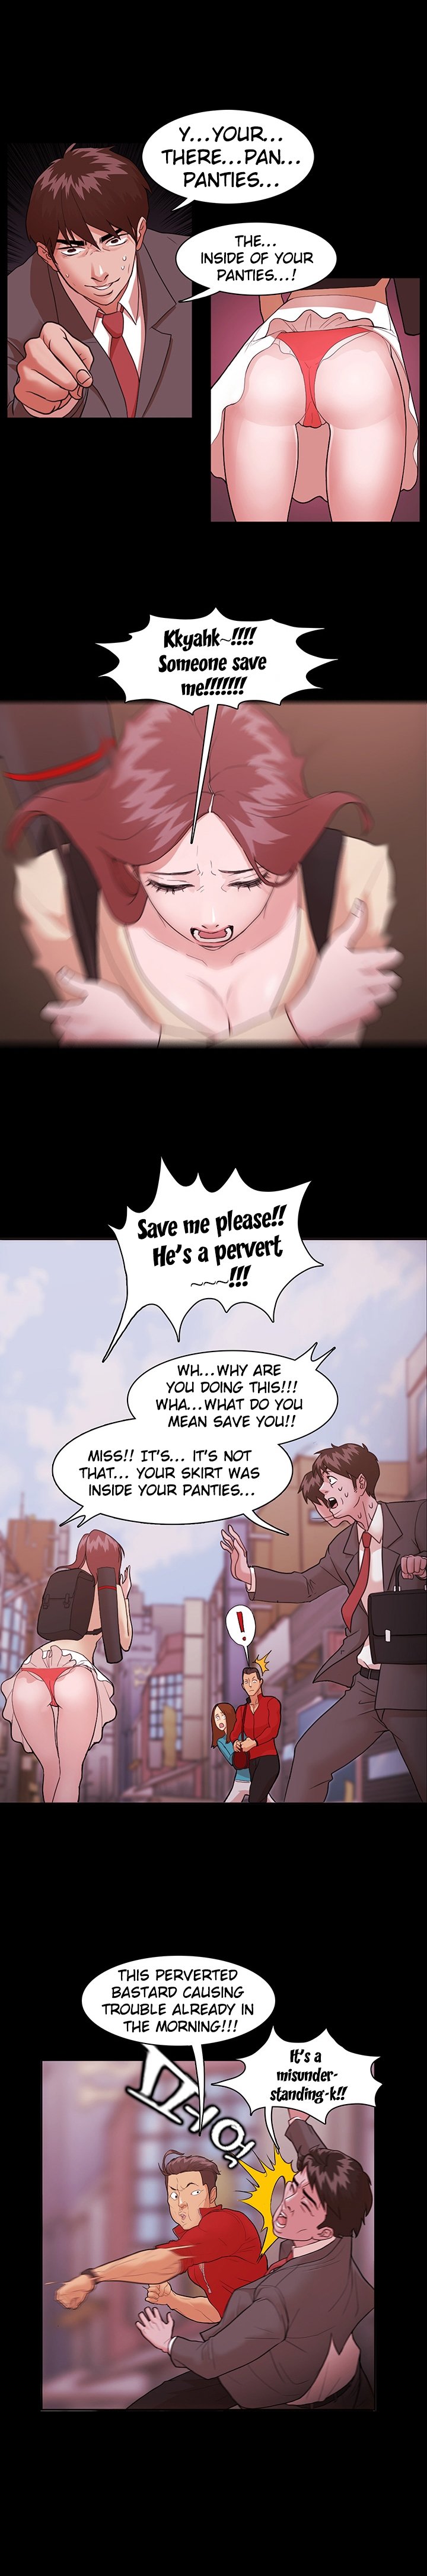 Y...YOUR...
THERE...PAN...
PANTIES...
THE...
INSIDE OF YOUR
PANTIES...!
Kkyahk~!!!!
Someone save
me!!!!!!!
Save me please!!
He's a pervert
~~~!!!
WH...WHY ARE
YOU DOING THIS!!!
WHA...WHAT DO YOU
MEAN SAVE YOU!!
MISS!! IT'S... IT'S NOT
THAT... YOUR SKIRT WAS
INSIDE YOUR PANTIES...
!
THIS PERVERTED
BASTARD CAUSING
TROUBLE ALREADY IN
THE MORNING!!!
It's a
misunder-
standing-k!!